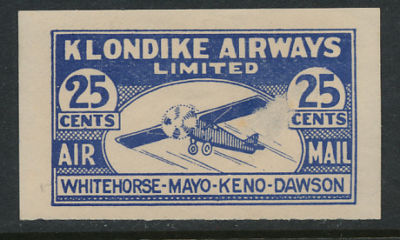 KLONDIKE AIRWAYS
LIMITED
25 25
CENTS CENTS
AIR MAIL
WHITEHORSE-MAYO-KENO-DAWSON